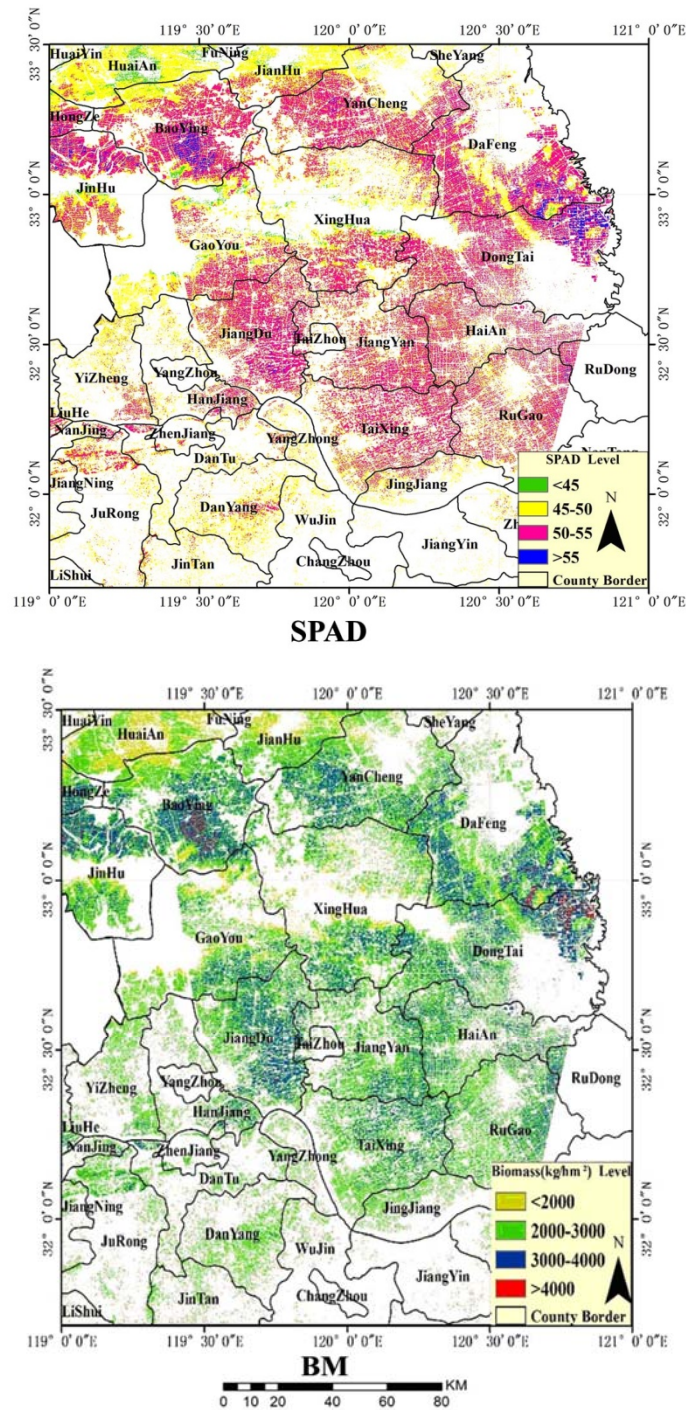 119° 30′ 0″E 120° 0′ 0″E 120° 30′ 0″E 121° 0′ 0″E
33° 30′ 0″N
HuaiYin
FuNing
SheYang
HuaiAn
JianHu
HongZe
YanCheng
BaoYing
DaFeng
33° 0′ 0″N
JinHu
XingHua
GaoYou
DongTai
32° 30′ 0″N
JiangDu
HaiAn
TaiZhou
JiangYan
YangZhou
YiZheng
RuDong
HanJiang
LiuHe
RuGao
NanJing
ZhenJiang
YangZhong
TaiXing
DanTu
JiangNing
JingJiang
32° 0′ 0″N
DanYang
JuRong
WuJin
JiangYin
JinTan
ChangZhou
LiShui
SPAD Level
<45
45-50
50-55
>55
County Border
N
119° 0′ 0″E 119° 30′ 0″E 120° 0′ 0″E 120° 30′ 0″E 121° 0′ 0″E
SPAD
119° 30′ 0″E 120° 0′ 0″E 120° 30′ 0″E 121° 0′ 0″E
33° 30′ 0″N
HuaiYin
FuNing
SheYang
HuaiAn
JianHu
HongZe
YanCheng
BaoYing
DaFeng
33° 0′ 0″N
JinHu
XingHua
GaoYou
DongTai
32° 30′ 0″N
JiangDu
HaiAn
TaiZhou
JiangYan
YangZhou
YiZheng
RuDong
HanJiang
LiuHe
RuGao
NanJing
ZhenJiang
YangZhong
TaiXing
DanTu
JiangNing
JingJiang
32° 0′ 0″N
DanYang
JuRong
WuJin
JiangYin
JinTan
ChangZhou
LiShui
Biomass(kg/hm²) Level
<2000
2000-3000
3000-4000
>4000
County Border
N
119° 0′ 0″E 119° 30′ 0″E 120° 0′ 0″E 120° 30′ 0″E 121° 0′ 0″E
BM
KM
0 10 20 40 60 80